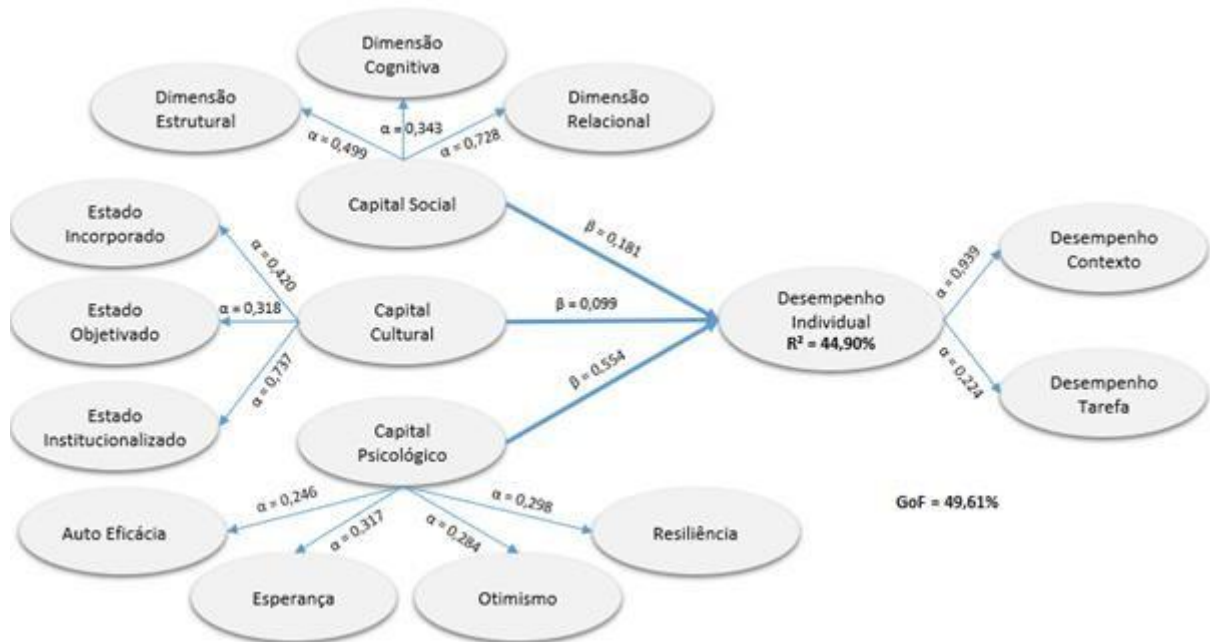 Dimensão
Cognitiva
Dimensão
Estrutural
Dimensão
Relacional
α = 0,499
α = 0,343
α = 0,728
Capital Social
Estado
Incorporado
α = 0,420
Estado
Objetivado
α = 0,318
Capital
Cultural
Estado
Institucionalizado
α = 0,737
β = 0,181
β = 0,099
β = 0,554
Desempenho
Individual
R² = 44,90%
α = 0,939
Desempenho
Contexto
α = 0,224
Desempenho
Tarefa
Capital
Psicológico
α = 0,246
α = 0,317
α = 0,284
α = 0,298
Auto Eficácia
Esperança
Otimismo
Resiliência
GoF = 49,61%